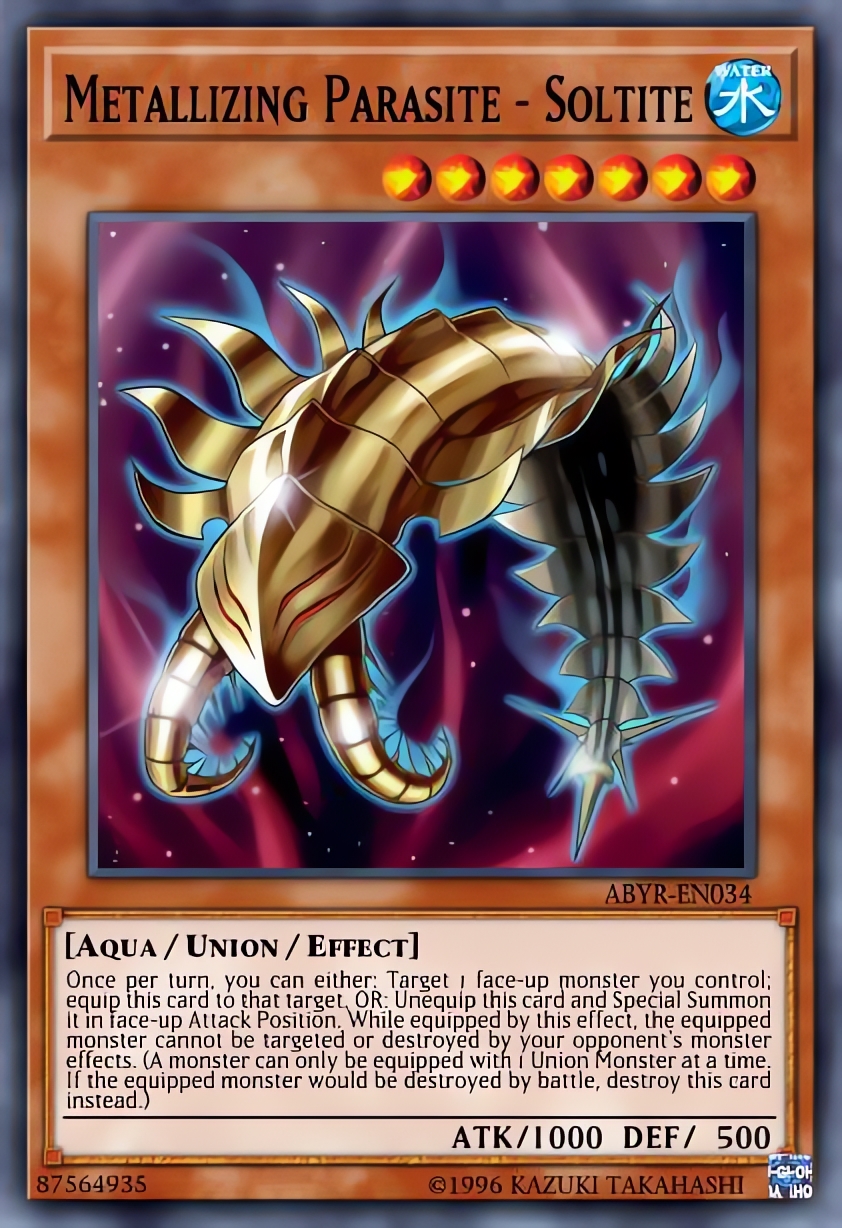 METALLIZING PARASITE - SOLTITE
WATER
水
ABYR-EN034
[AQUA / UNION / EFFECT]
Once per turn, you can either: Target 1 face-up monster you control;
equip this card to that target. OR: Unequip this card and Special Summon
it in face-up Attack Position. While equipped by this effect, the equipped
monster cannot be targeted or destroyed by your opponent's monster
effects. (A monster can only be equipped with 1 Union Monster at a time.
If the equipped monster would be destroyed by battle, destroy this card
instead.)
ATK/1000 DEF/ 500
87564935
©1996 KAZUKI TAKAHASHI